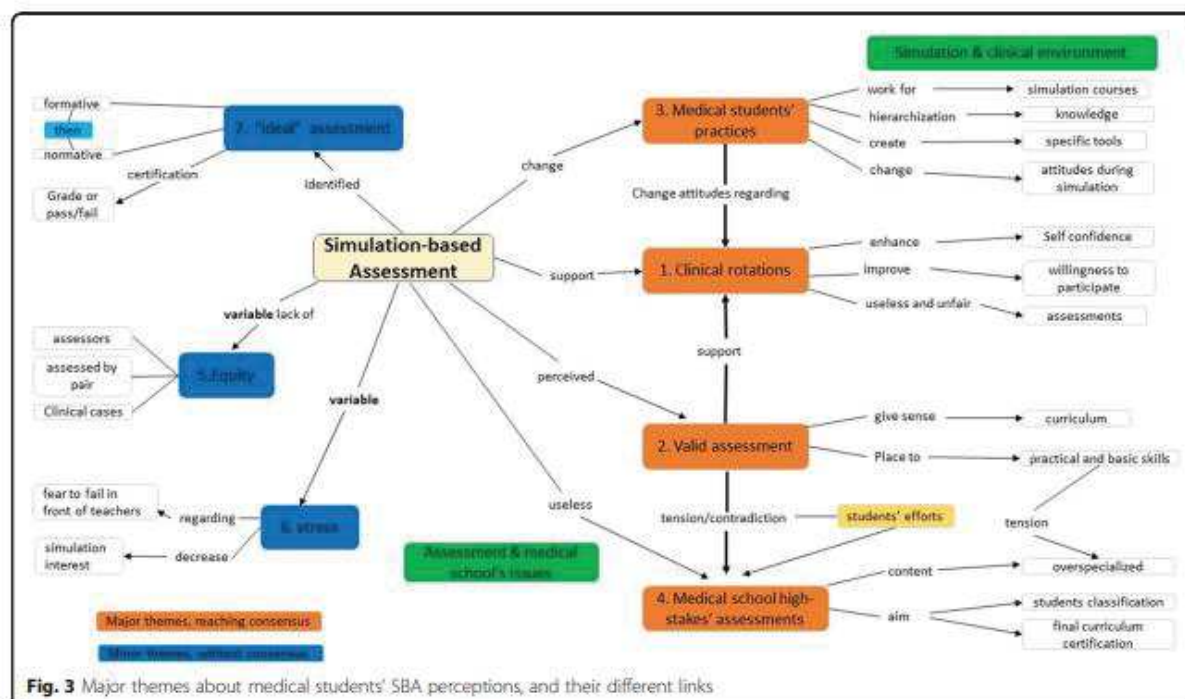 Simulation & clinical environment
formative
then
normative
7. "ideal" assessment
certification
Grade or
pass/fail
Identified
Simulation-based
Assessment
change
3. Medical students'
practices
work for
simulation courses
hierarchization
knowledge
create
specific tools
change
attitudes during
simulation
Change attitudes regarding
support
1. Clinical rotations
enhance
Self confidence
improve
willingness to
participate
useless and unfair
assessments
support
variable lack of
assessors
assessed by
pair
Clinical cases
5.Equity
perceived
variable
2. Valid assessment
give sense
curriculum
Place to
practical and basic skills
tension
overspecialized
fear to fail in
front of teachers
regarding
simulation
interest
decrease
6. stress
useless
tension/contradiction
students' efforts
Assessment & medical
school's issues
4. Medical school high-
stakes' assessments
content
aim
students classification
final curriculum
certification
Major themes, reaching consensus
Minor themes, without consensus
Fig. 3 Major themes about medical students' SBA perceptions, and their different links